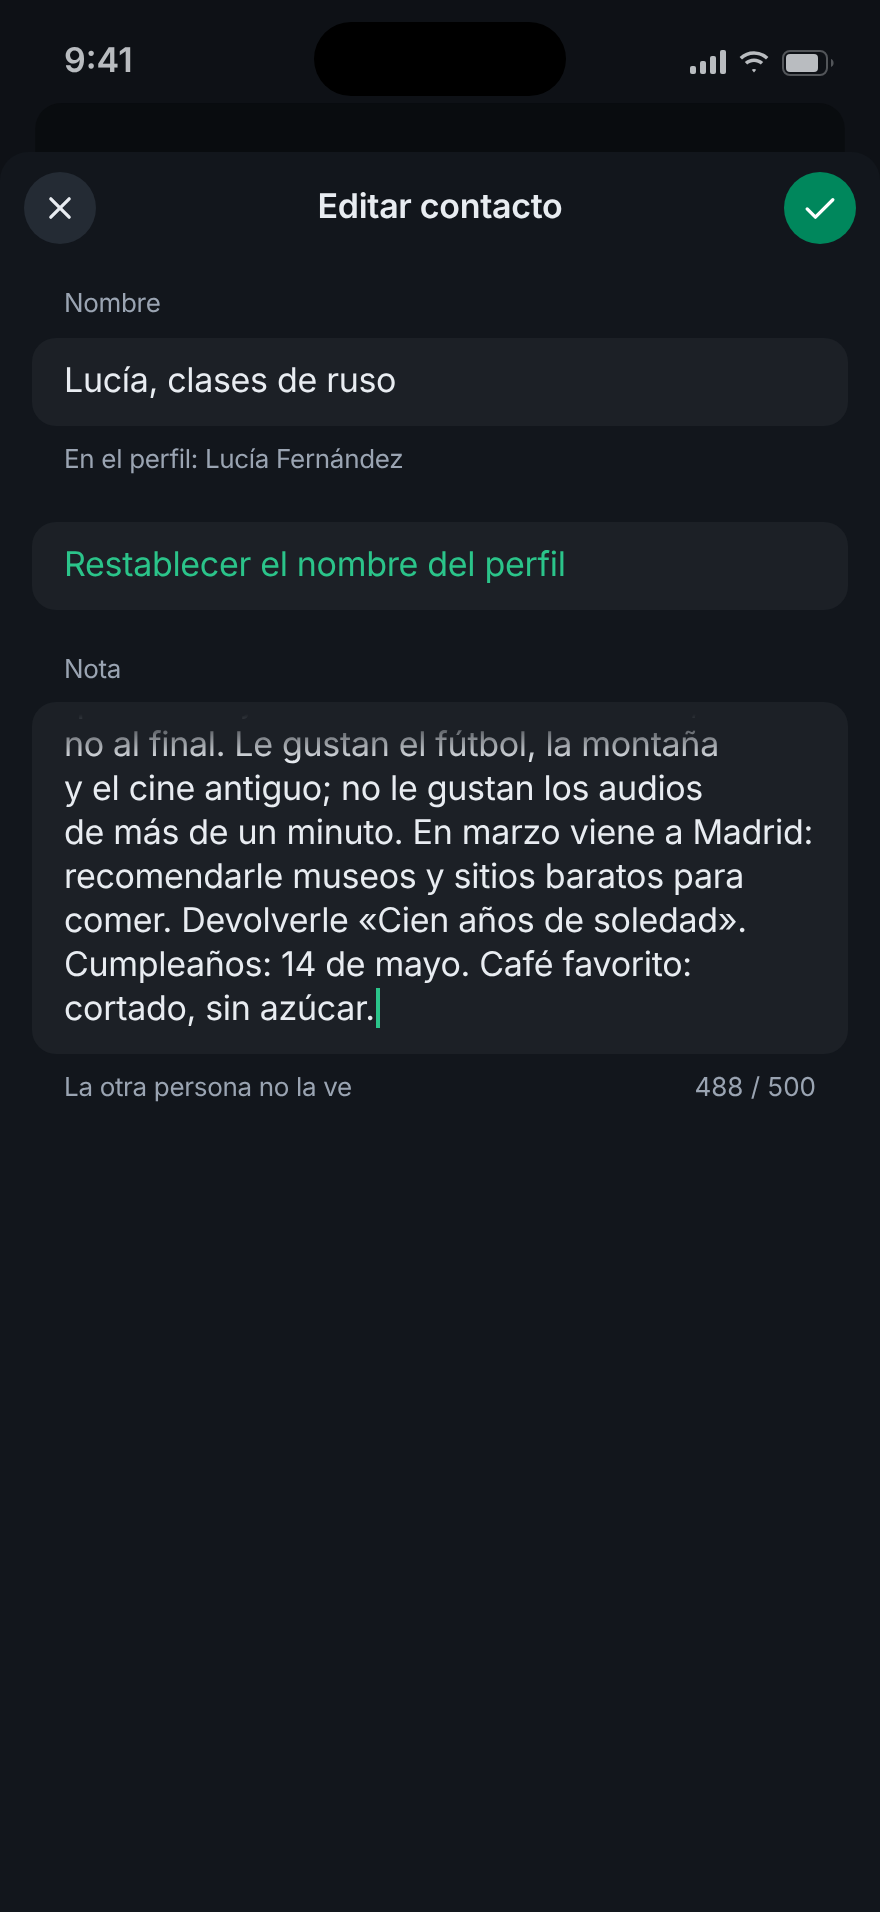 9:41
Editar contacto
Nombre
Lucía, clases de ruso
En el perfil: Lucía Fernández
Restablecer el nombre del perfil
Nota
no al final. Le gustan el fútbol, la montaña
y el cine antiguo; no le gustan los audios
de más de un minuto. En marzo viene a Madrid:
recomendarle museos y sitios baratos para
comer. Devolverle «Cien años de soledad».
Cumpleaños: 14 de mayo. Café favorito:
cortado, sin azúcar.
La otra persona no la ve
488 / 500